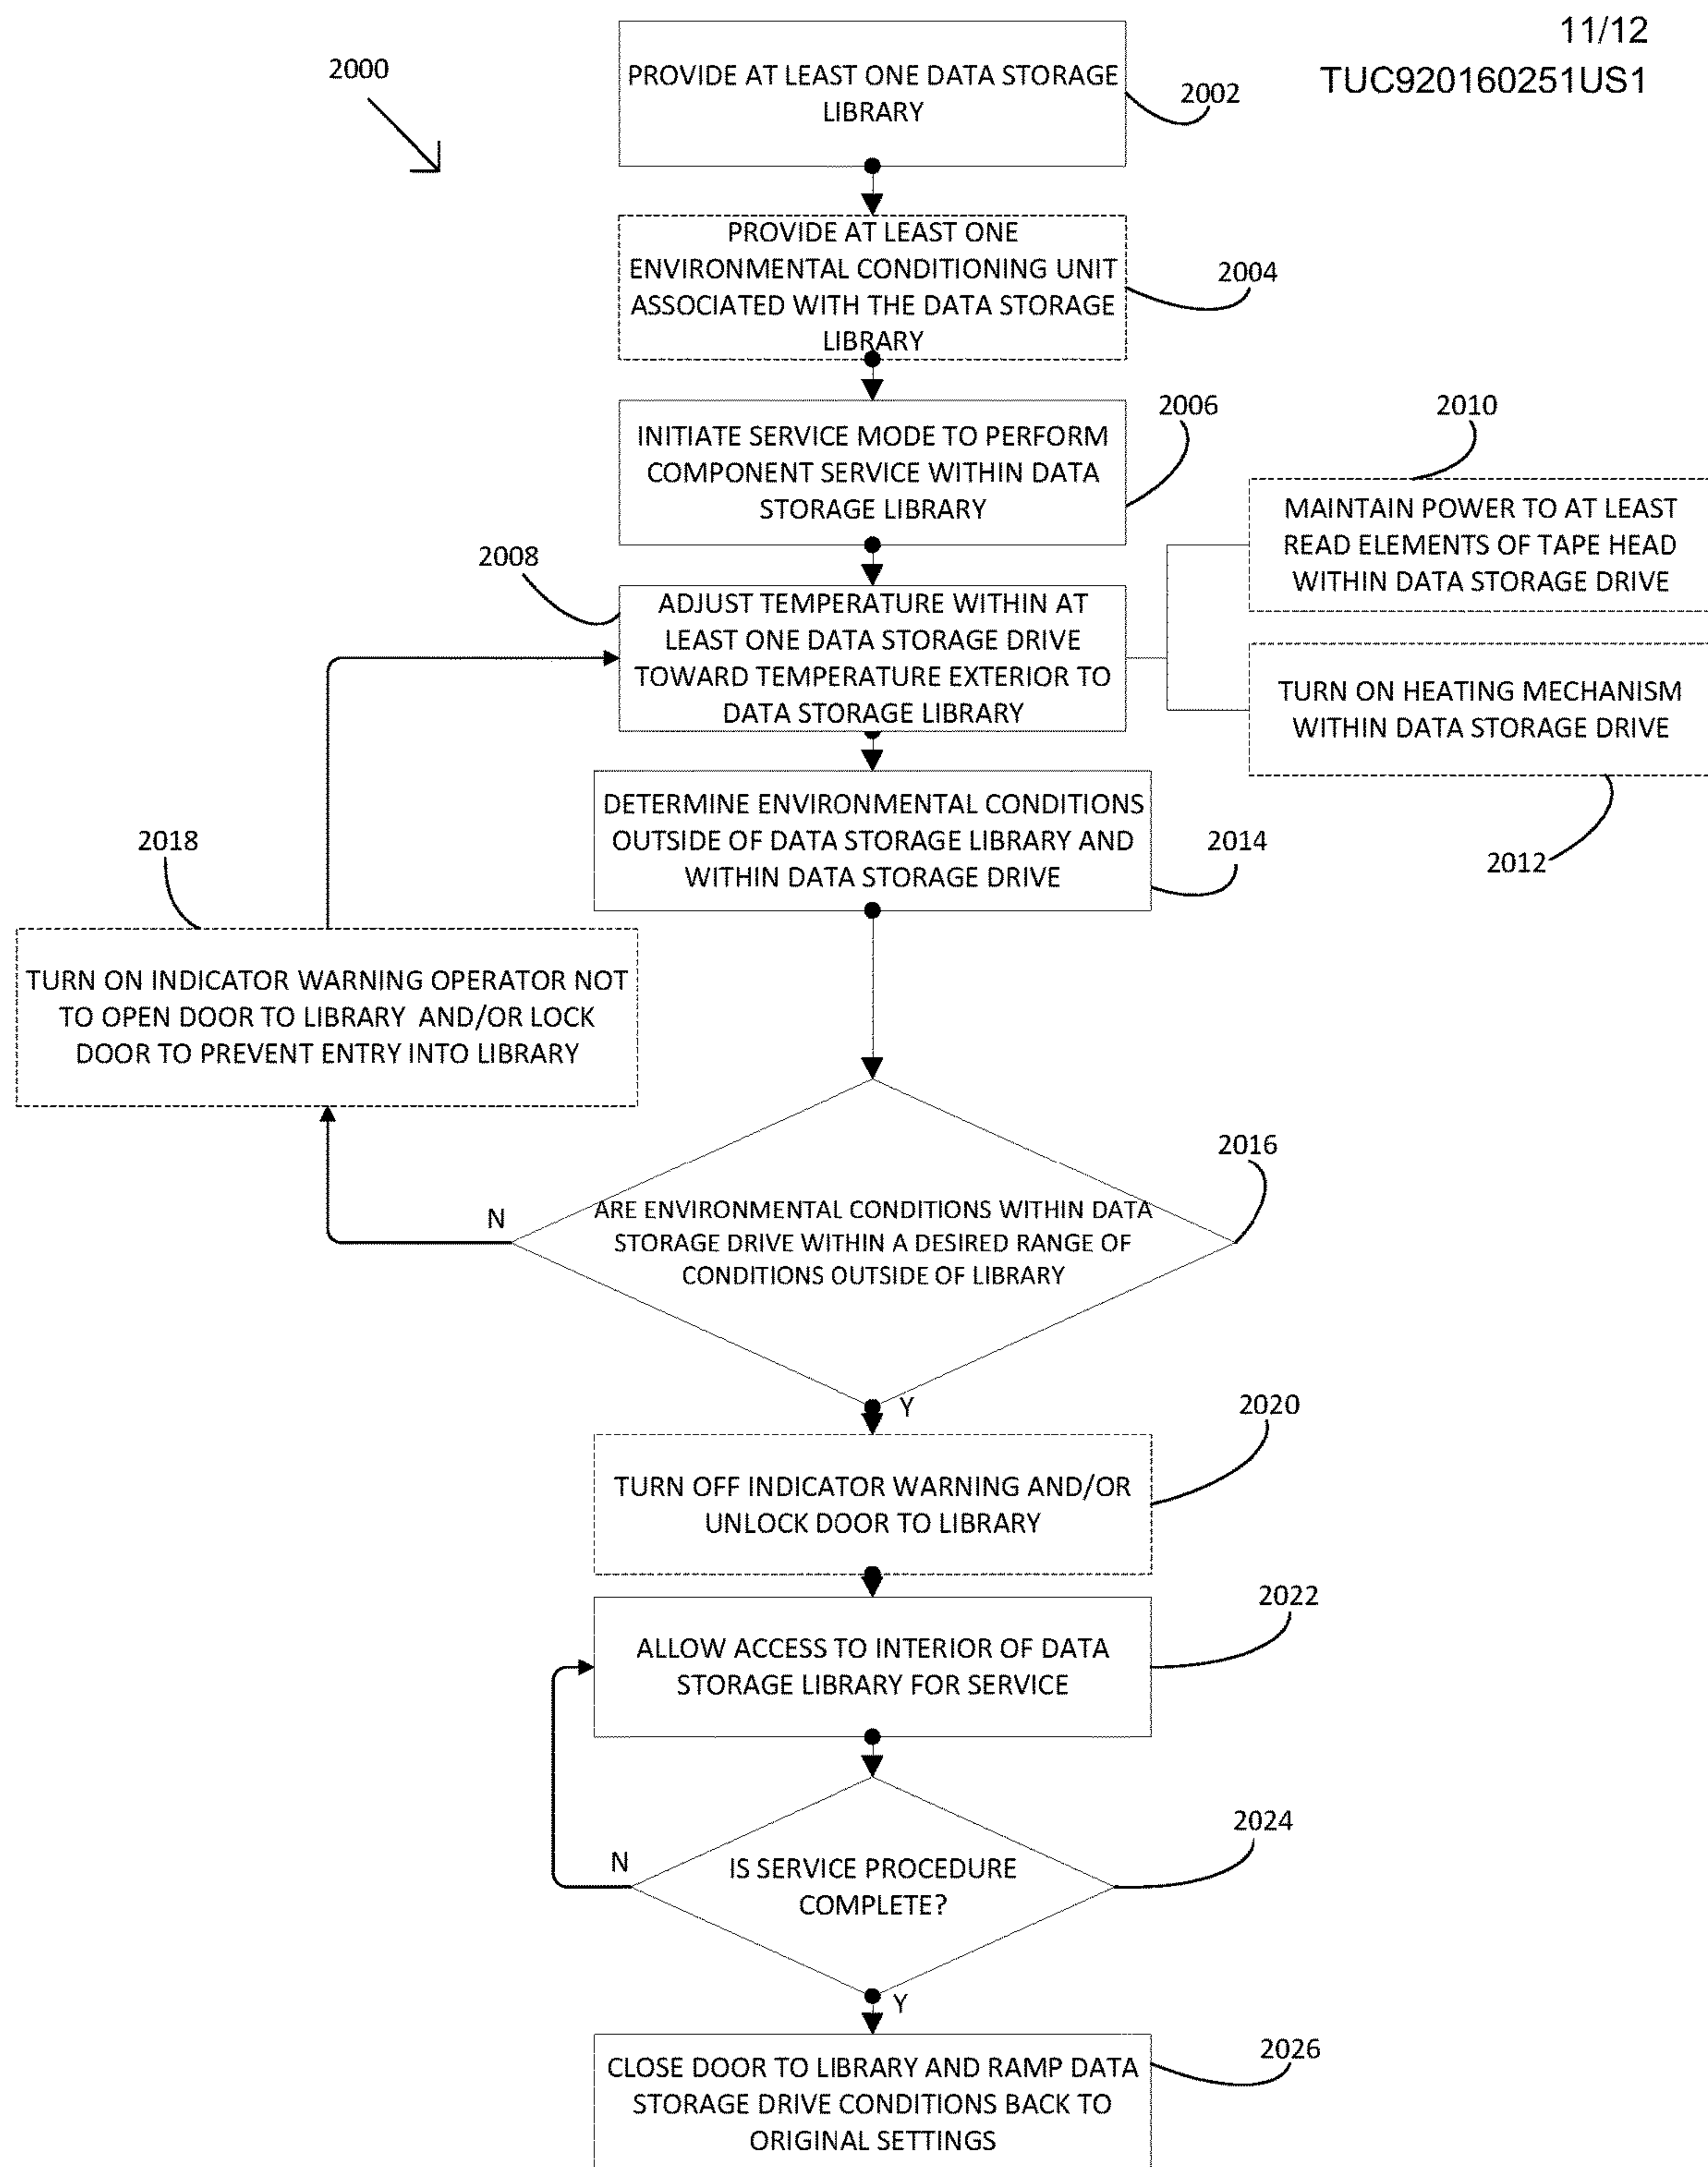 11/12
TUC920160251US1
2000
PROVIDE AT LEAST ONE DATA STORAGE
LIBRARY
2002
PROVIDE AT LEAST ONE
ENVIRONMENTAL CONDITIONING UNIT
ASSOCIATED WITH THE DATA STORAGE
LIBRARY
2004
INITIATE SERVICE MODE TO PERFORM
COMPONENT SERVICE WITHIN DATA
STORAGE LIBRARY
2006
2008
ADJUST TEMPERATURE WITHIN AT
LEAST ONE DATA STORAGE DRIVE
TOWARD TEMPERATURE EXTERIOR TO
DATA STORAGE LIBRARY
2010
MAINTAIN POWER TO AT LEAST
READ ELEMENTS OF TAPE HEAD
WITHIN DATA STORAGE DRIVE
TURN ON HEATING MECHANISM
WITHIN DATA STORAGE DRIVE
2012
DETERMINE ENVIRONMENTAL CONDITIONS
OUTSIDE OF DATA STORAGE LIBRARY AND
WITHIN DATA STORAGE DRIVE
2014
2018
TURN ON INDICATOR WARNING OPERATOR NOT
TO OPEN DOOR TO LIBRARY AND/OR LOCK
DOOR TO PREVENT ENTRY INTO LIBRARY
2016
N
ARE ENVIRONMENTAL CONDITIONS WITHIN DATA
STORAGE DRIVE WITHIN A DESIRED RANGE OF
CONDITIONS OUTSIDE OF LIBRARY
Y
2020
TURN OFF INDICATOR WARNING AND/OR
UNLOCK DOOR TO LIBRARY
2022
ALLOW ACCESS TO INTERIOR OF DATA
STORAGE LIBRARY FOR SERVICE
2024
N
IS SERVICE PROCEDURE
COMPLETE?
Y
2026
CLOSE DOOR TO LIBRARY AND RAMP DATA
STORAGE DRIVE CONDITIONS BACK TO
ORIGINAL SETTINGS